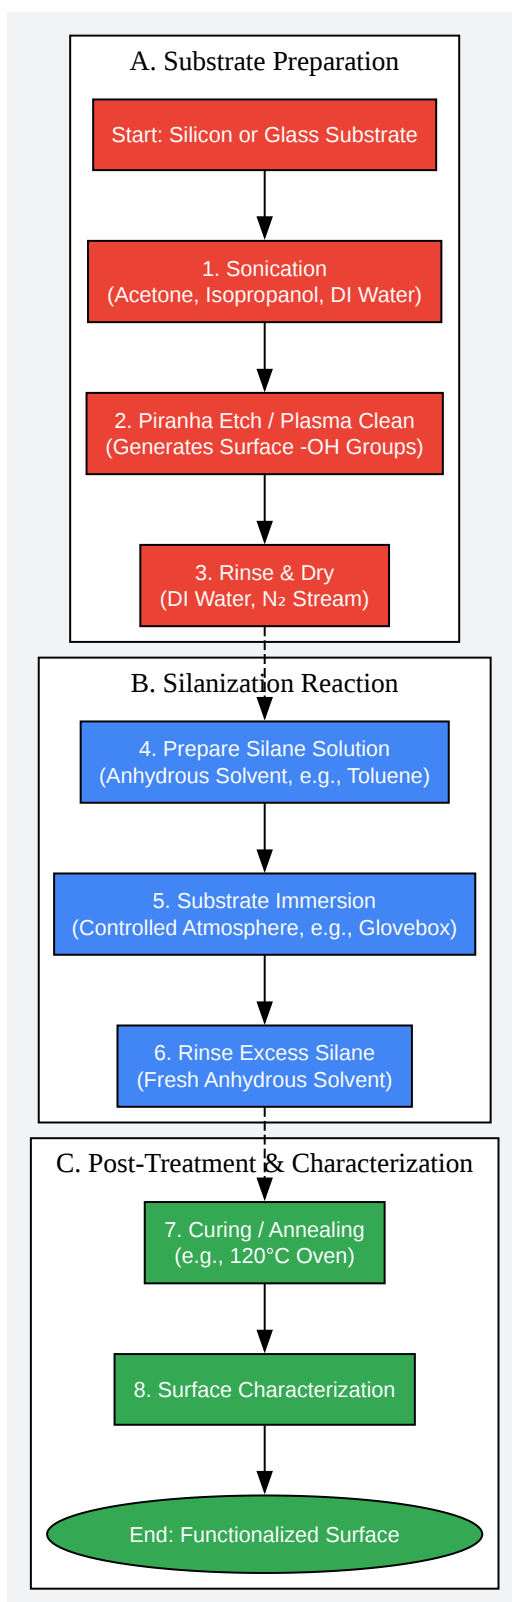 A. Substrate Preparation
Start: Silicon or Glass Substrate
1. Sonication
(Acetone, Isopropanol, DI Water)
2. Piranha Etch / Plasma Clean
(Generates Surface -OH Groups)
3. Rinse & Dry
(DI Water, N₂ Stream)
B. Silanization Reaction
4. Prepare Silane Solution
(Anhydrous Solvent, e.g., Toluene)
5. Substrate Immersion
(Controlled Atmosphere, e.g., Glovebox)
6. Rinse Excess Silane
(Fresh Anhydrous Solvent)
C. Post-Treatment & Characterization
7. Curing / Annealing
(e.g., 120°C Oven)
8. Surface Characterization
End: Functionalized Surface